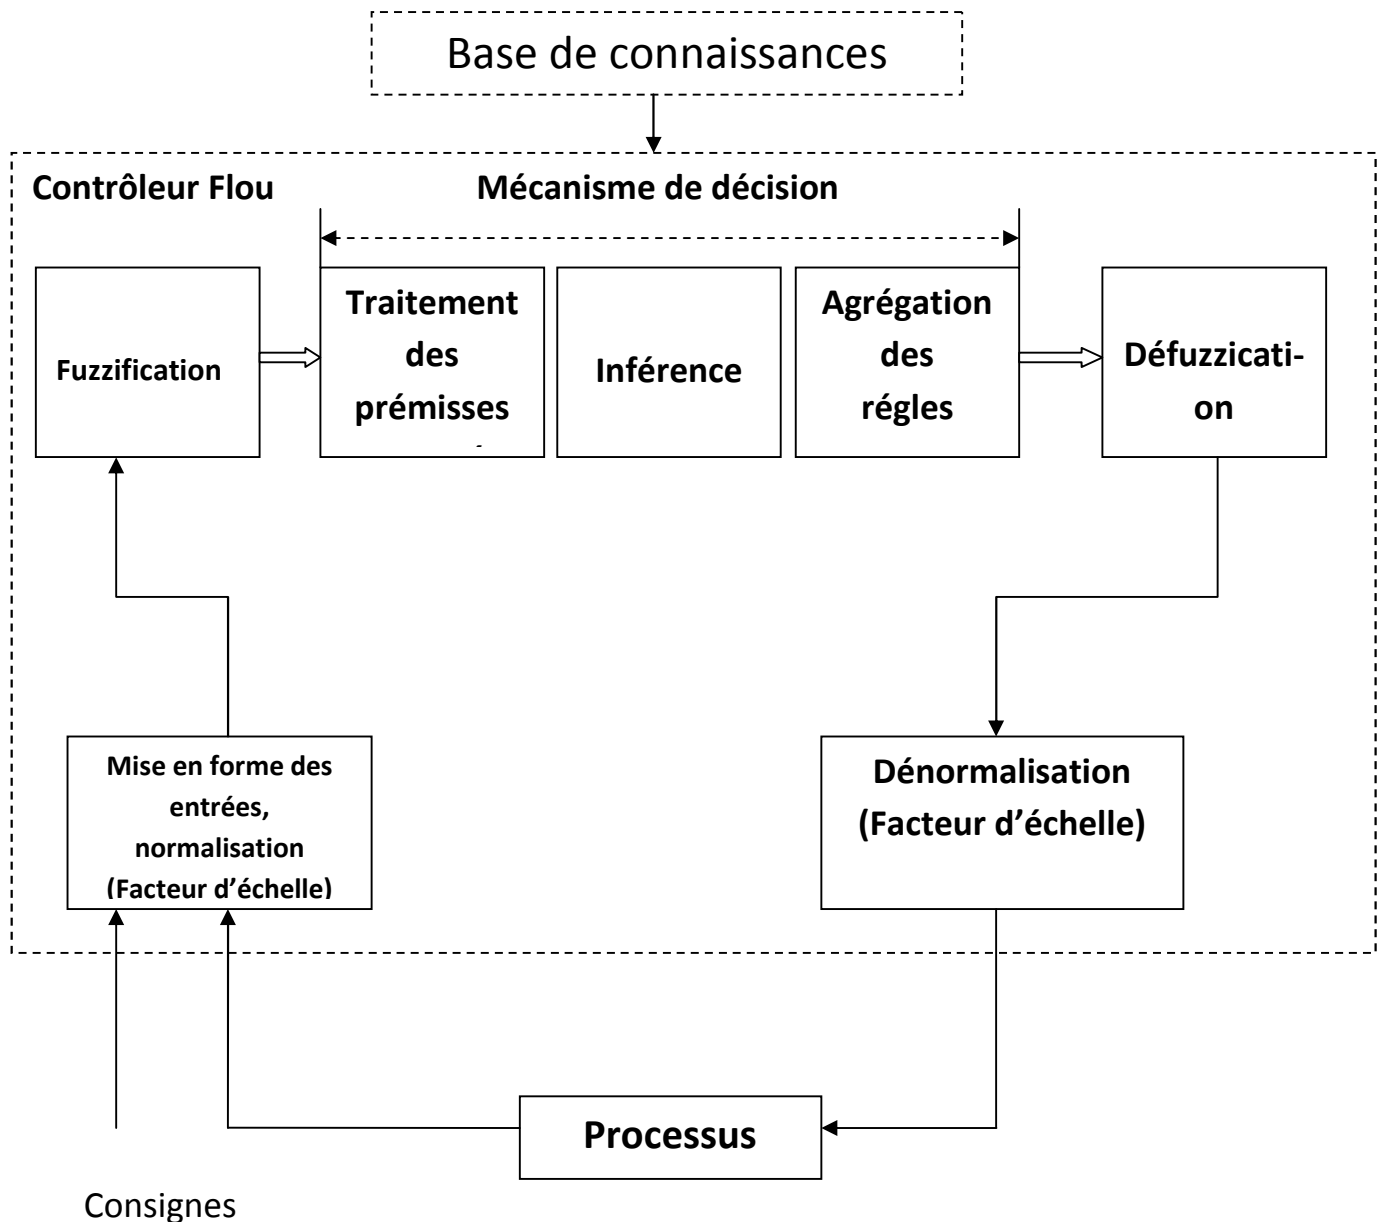 Base de connaissances
Contrôleur Flou
Mécanisme de décision
Fuzzification
Traitement
des
prémisses
Inférence
Agrégation
des
régles
Défuzzicati-
on
Mise en forme des
entrées,
normalisation
(Facteur d’échelle)
Dénormalisation
(Facteur d’échelle)
Processus
Consignes